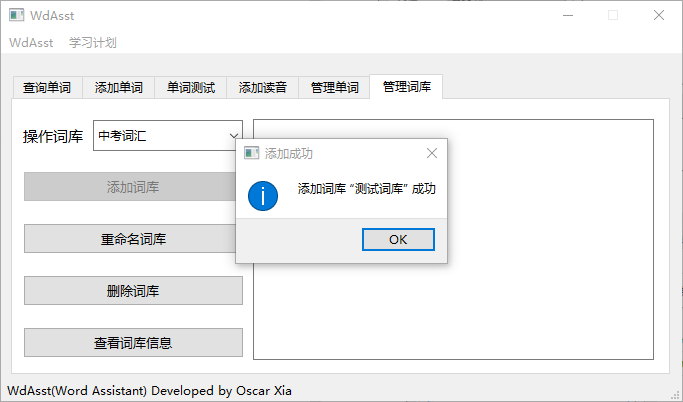 WdAsst
WdAsst 学习计划
查询单词 添加单词 单词测试 添加读音 管理单词 管理词库
操作词库 中考词汇
添加词库
重命名词库
删除词库
查看词库信息
添加成功
添加词库 “测试词库” 成功
OK
WdAsst(Word Assistant) Developed by Oscar Xia